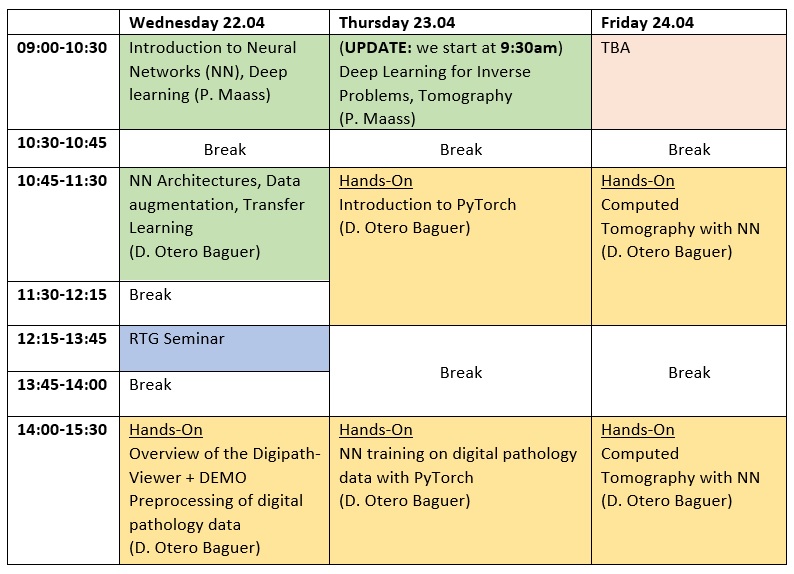 Wednesday 22.04
Thursday 23.04
Friday 24.04
09:00-10:30
Introduction to Neural
Networks (NN), Deep
learning (P. Maass)
(UPDATE: we start at 9:30am)
Deep Learning for Inverse
Problems, Tomography
(P. Maass)
TBA
10:30-10:45
Break
Break
Break
10:45-11:30
NN Architectures, Data
augmentation, Transfer
Learning
(D. Otero Baguer)
Hands-On
Introduction to PyTorch
(D. Otero Baguer)
Hands-On
Computed
Tomography with NN
(D. Otero Baguer)
11:30-12:15
Break
12:15-13:45
RTG Seminar
Break
Break
13:45-14:00
Break
14:00-15:30
Hands-On
Overview of the Digipath-
Viewer + DEMO
Preprocessing of digital
pathology data
(D. Otero Baguer)
Hands-On
NN training on digital pathology
data with PyTorch
(D. Otero Baguer)
Hands-On
Computed
Tomography with NN
(D. Otero Baguer)